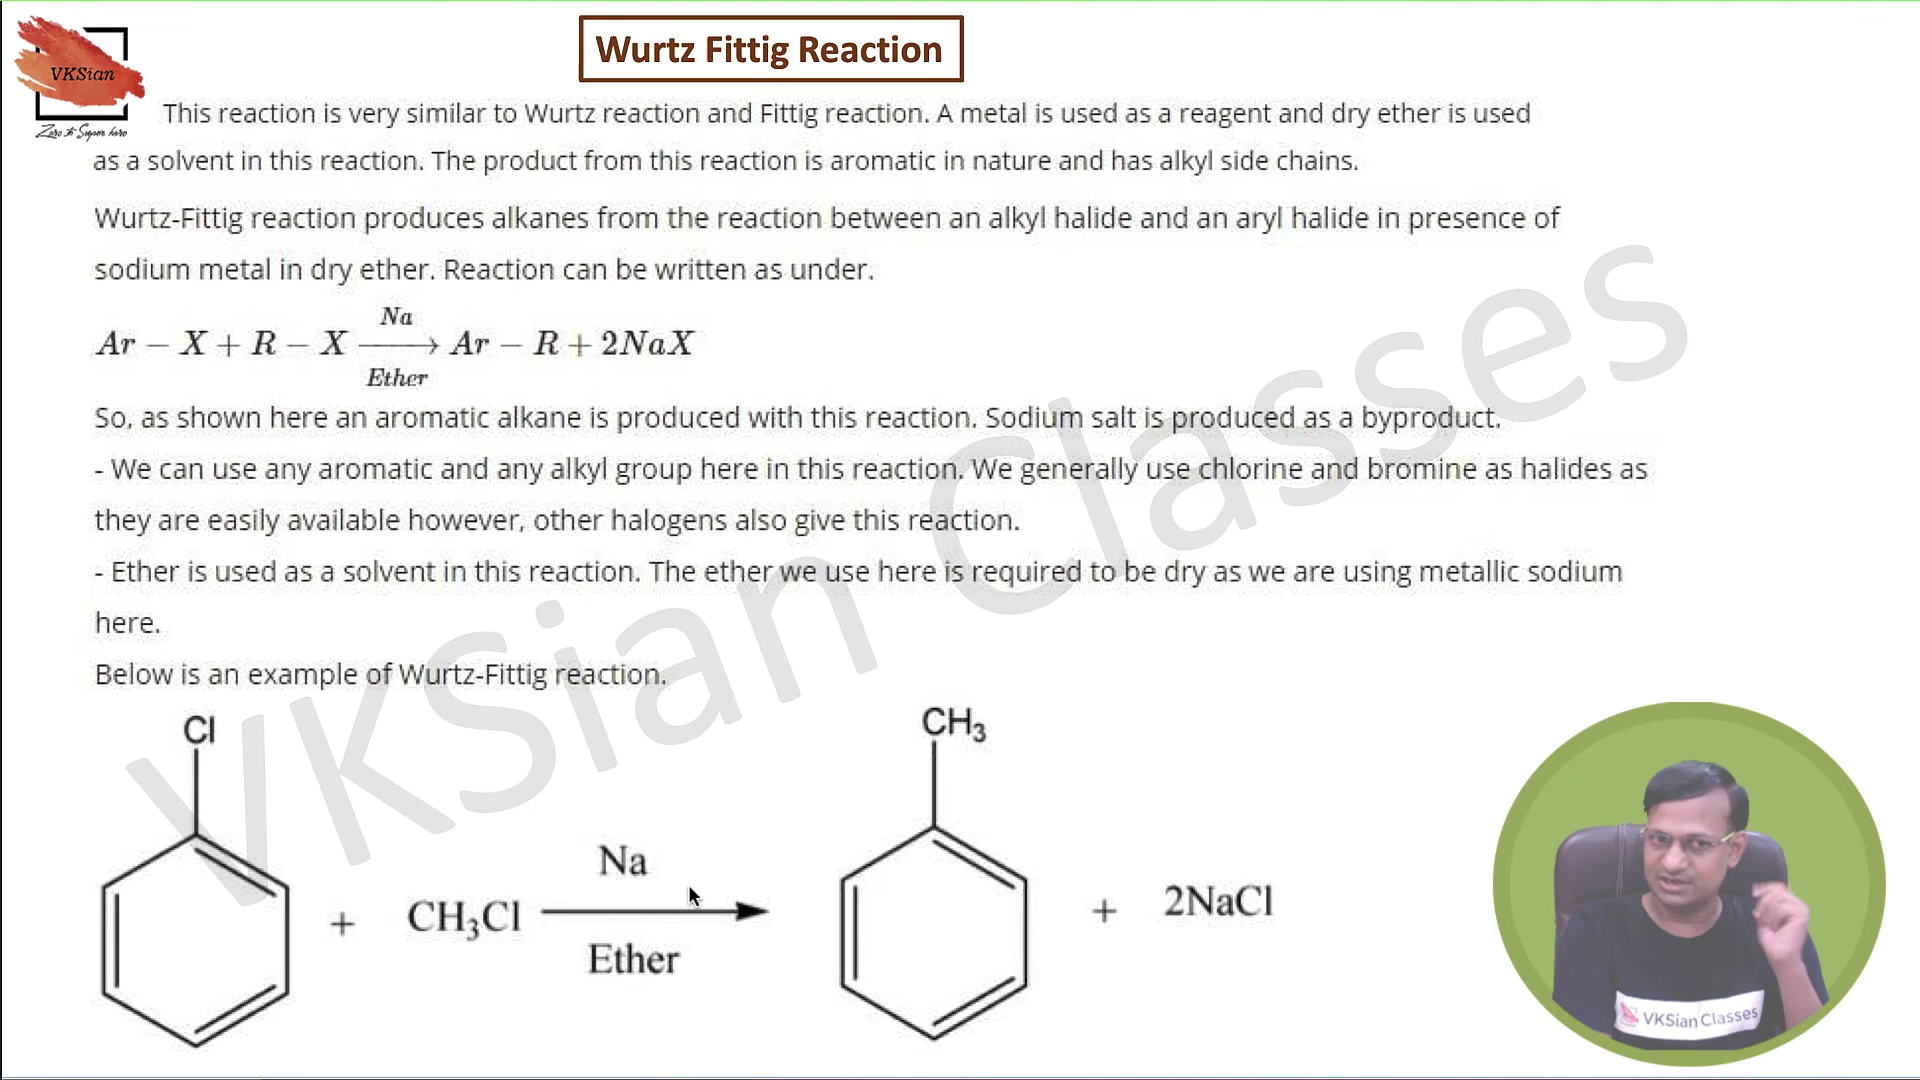 Wurtz Fittig Reaction
VKSian
Zero to Super hero
This reaction is very similar to Wurtz reaction and Fittig reaction. A metal is used as a reagent and dry ether is used
as a solvent in this reaction. The product from this reaction is aromatic in nature and has alkyl side chains.
Wurtz-Fittig reaction produces alkanes from the reaction between an alkyl halide and an aryl halide in presence of
sodium metal in dry ether. Reaction can be written as under.
Na
Ar − X + R − X ⟶ Ar − R + 2NaX
Ether
So, as shown here an aromatic alkane is produced with this reaction. Sodium salt is produced as a byproduct.
- We can use any aromatic and any alkyl group here in this reaction. We generally use chlorine and bromine as halides as
they are easily available however, other halogens also give this reaction.
- Ether is used as a solvent in this reaction. The ether we use here is required to be dry as we are using metallic sodium
here.
Below is an example of Wurtz-Fittig reaction.
Cl
CH₃
Na
+ CH₃Cl + 2NaCl
Ether
VKSian Classes
VKSian Classes